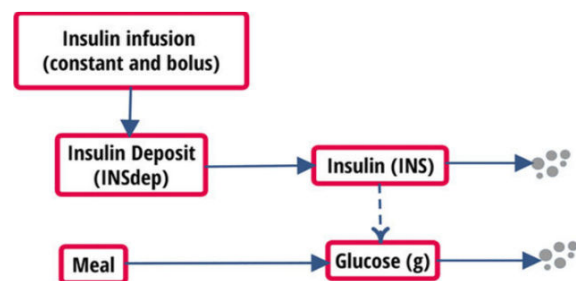 Insulin infusion
(constant and bolus)
Insulin Deposit
(INSdep)
Insulin (INS)
Meal
Glucose (g)